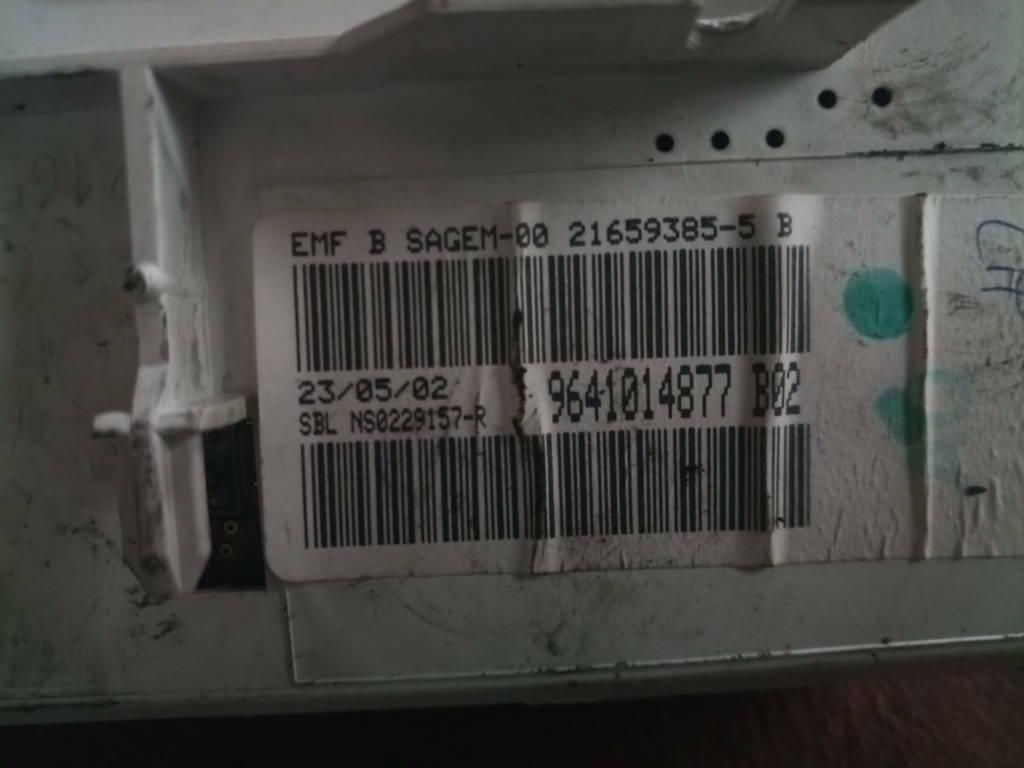 EMF B SAGEM-00 21659385-5 B
23/05/02
9641014877 B02
SBL NS0229157-R